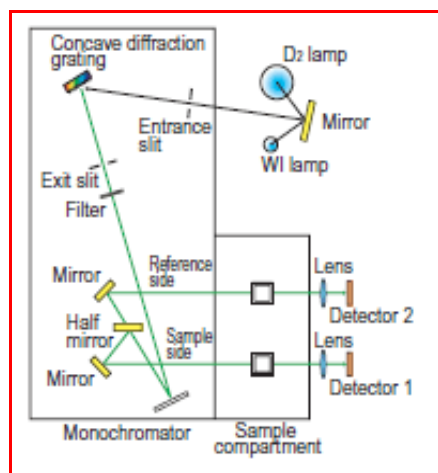 Concave diffraction
grating
D2 lamp
Entrance
slit
Mirror
WI lamp
Exit slit
Filter
Mirror
Reference
side
Lens
Detector 2
Half
mirror
Sample
side
Lens
Mirror
Detector 1
Monochromator
Sample
compartment